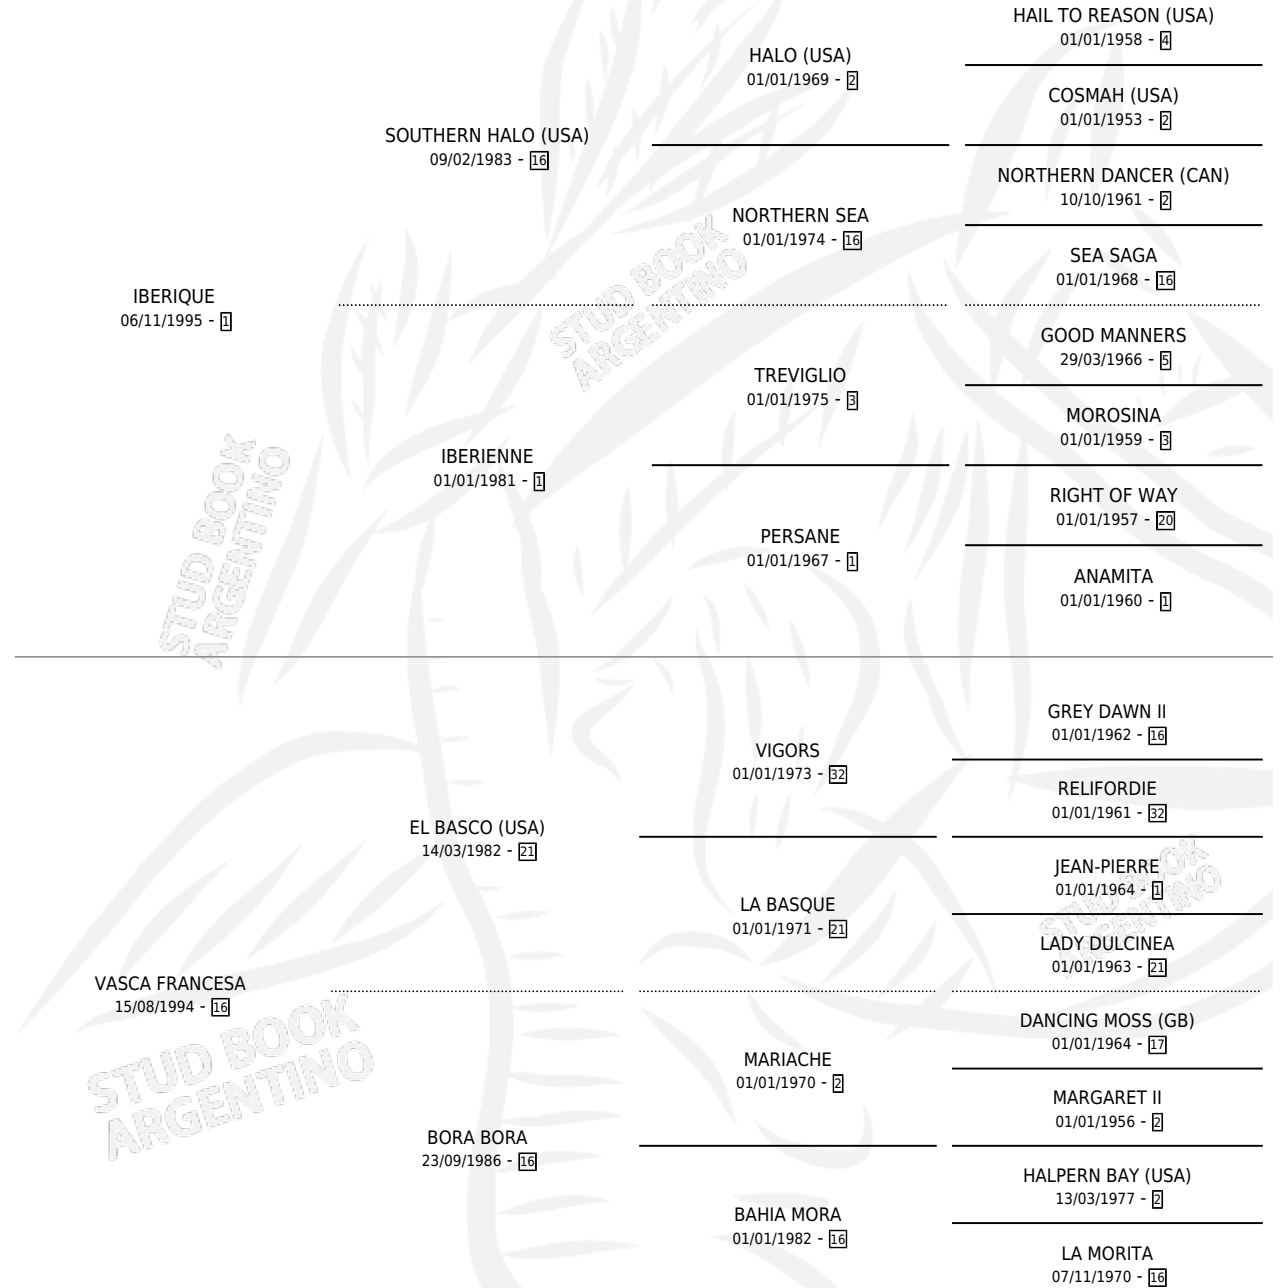 HAIL TO REASON (USA)
01/01/1958 - 4
HALO (USA)
01/01/1969 - 2
COSMAH (USA)
01/01/1953 - 2
SOUTHERN HALO (USA)
09/02/1983 - 16
NORTHERN DANCER (CAN)
10/10/1961 - 2
NORTHERN SEA
01/01/1974 - 16
SEA SAGA
01/01/1968 - 16
IBERIQUE
06/11/1995 - 1
STUD BOOK
ARGENTINO
GOOD MANNERS
29/03/1966 - 5
TREVIGLIO
01/01/1975 - 3
MOROSINA
01/01/1959 - 3
IBERIENNE
01/01/1981 - 1
RIGHT OF WAY
01/01/1957 - 20
PERSANE
01/01/1967 - 1
ANAMITA
01/01/1960 - 1
STUD BOOK
ARGENTINO
GREY DAWN II
01/01/1962 - 16
VIGORS
01/01/1973 - 32
RELIFORDIE
01/01/1961 - 32
EL BASCO (USA)
14/03/1982 - 21
JEAN-PIERRE
01/01/1964 - 1
LA BASQUE
01/01/1971 - 21
LADY DULCINEA
01/01/1963 - 21
STUD BOOK
ARGENTINO
VASCA FRANCESA
15/08/1994 - 16
DANCING MOSS (GB)
01/01/1964 - 17
MARIACHE
01/01/1970 - 2
MARGARET II
01/01/1956 - 2
STUD BOOK
ARGENTINO
BORA BORA
23/09/1986 - 16
HALPERN BAY (USA)
13/03/1977 - 2
BAHIA MORA
01/01/1982 - 16
LA MORITA
07/11/1970 - 16